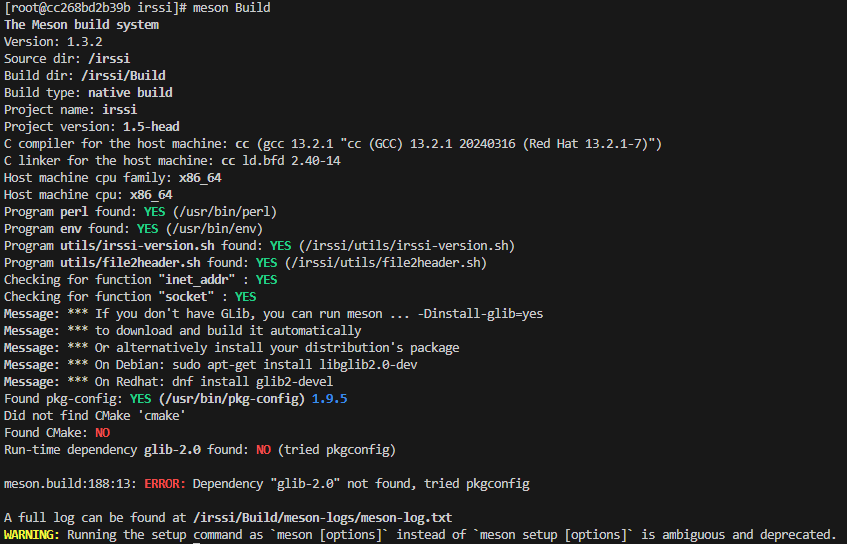 [root@cc268bd2b39b irssi]# meson Build
The Meson build system
Version: 1.3.2
Source dir: /irssi
Build dir: /irssi/Build
Build type: native build
Project name: irssi
Project version: 1.5-head
C compiler for the host machine: cc (gcc 13.2.1 "cc (GCC) 13.2.1 20240316 (Red Hat 13.2.1-7)")
C linker for the host machine: cc ld.bfd 2.40-14
Host machine cpu family: x86_64
Host machine cpu: x86_64
Program perl found: YES (/usr/bin/perl)
Program env found: YES (/usr/bin/env)
Program utils/irssi-version.sh found: YES (/irssi/utils/irssi-version.sh)
Program utils/file2header.sh found: YES (/irssi/utils/file2header.sh)
Checking for function "inet_addr" : YES
Checking for function "socket" : YES
Message: *** If you don't have GLib, you can run meson ... -Dinstall-glib=yes
Message: *** to download and build it automatically
Message: *** Or alternatively install your distribution's package
Message: *** On Debian: sudo apt-get install libglib2.0-dev
Message: *** On Redhat: dnf install glib2-devel
Found pkg-config: YES (/usr/bin/pkg-config) 1.9.5
Did not find CMake 'cmake'
Found CMake: NO
Run-time dependency glib-2.0 found: NO (tried pkgconfig)
meson.build:188:13: ERROR: Dependency "glib-2.0" not found, tried pkgconfig
A full log can be found at /irssi/Build/meson-logs/meson-log.txt
WARNING: Running the setup command as `meson [options]` instead of `meson setup [options]` is ambiguous and deprecated.